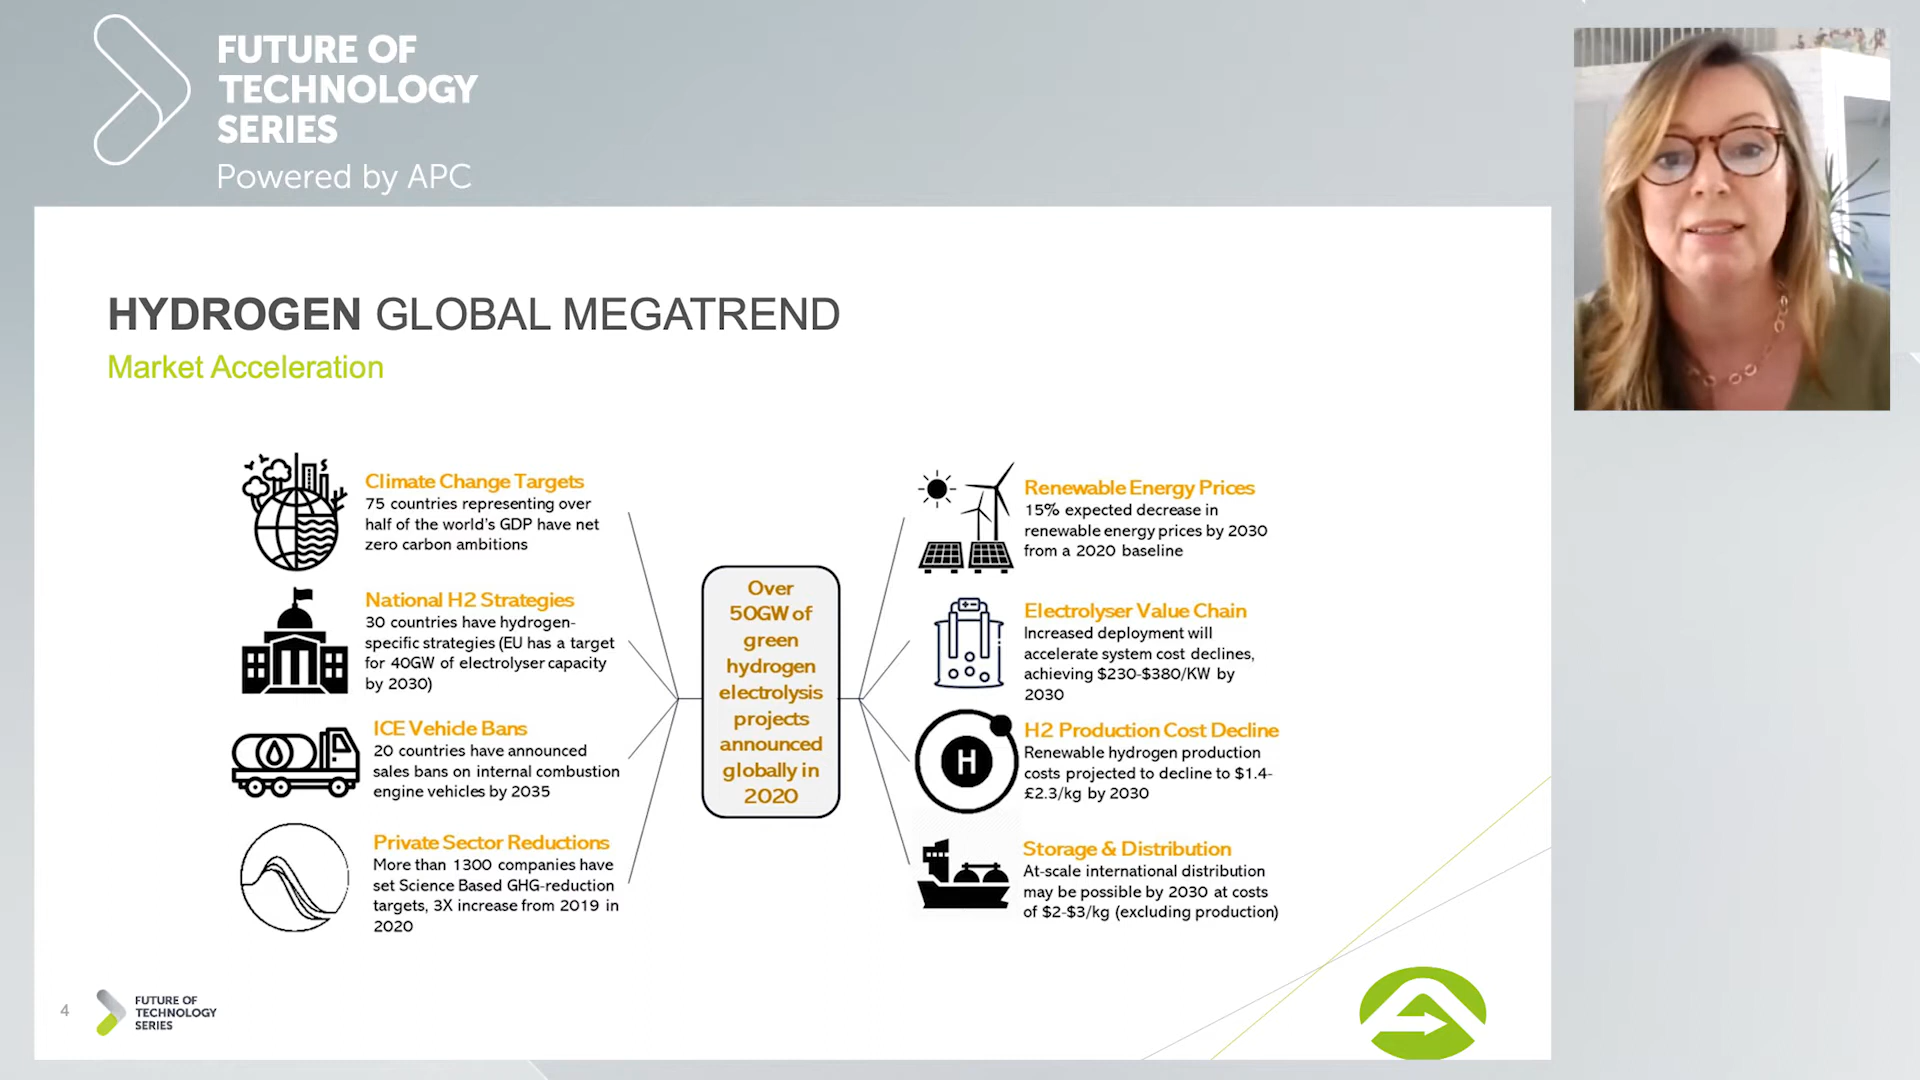 FUTURE OF
TECHNOLOGY
SERIES
Powered by APC
HYDROGEN GLOBAL MEGATREND
Market Acceleration
Climate Change Targets
75 countries representing over
half of the world's GDP have net
zero carbon ambitions
National H2 Strategies
30 countries have hydrogen-
specific strategies (EU has a target
for 40GW of electrolyser capacity
by 2030)
ICE Vehicle Bans
20 countries have announced
sales bans on internal combustion
engine vehicles by 2035
Private Sector Reductions
More than 1300 companies have
set Science Based GHG-reduction
targets, 3X increase from 2019 in
2020
Over
50GW of
green
hydrogen
electrolysis
projects
announced
globally in
2020
Renewable Energy Prices
15% expected decrease in
renewable energy prices by 2030
from a 2020 baseline
Electrolyser Value Chain
Increased deployment will
accelerate system cost declines,
achieving $230-$380/KW by
2030
H
H2 Production Cost Decline
Renewable hydrogen production
costs projected to decline to $1.4-
£2.3/kg by 2030
Storage & Distribution
At-scale international distribution
may be possible by 2030 at costs
of $2-$3/kg (excluding production)
4
FUTURE OF
TECHNOLOGY
SERIES